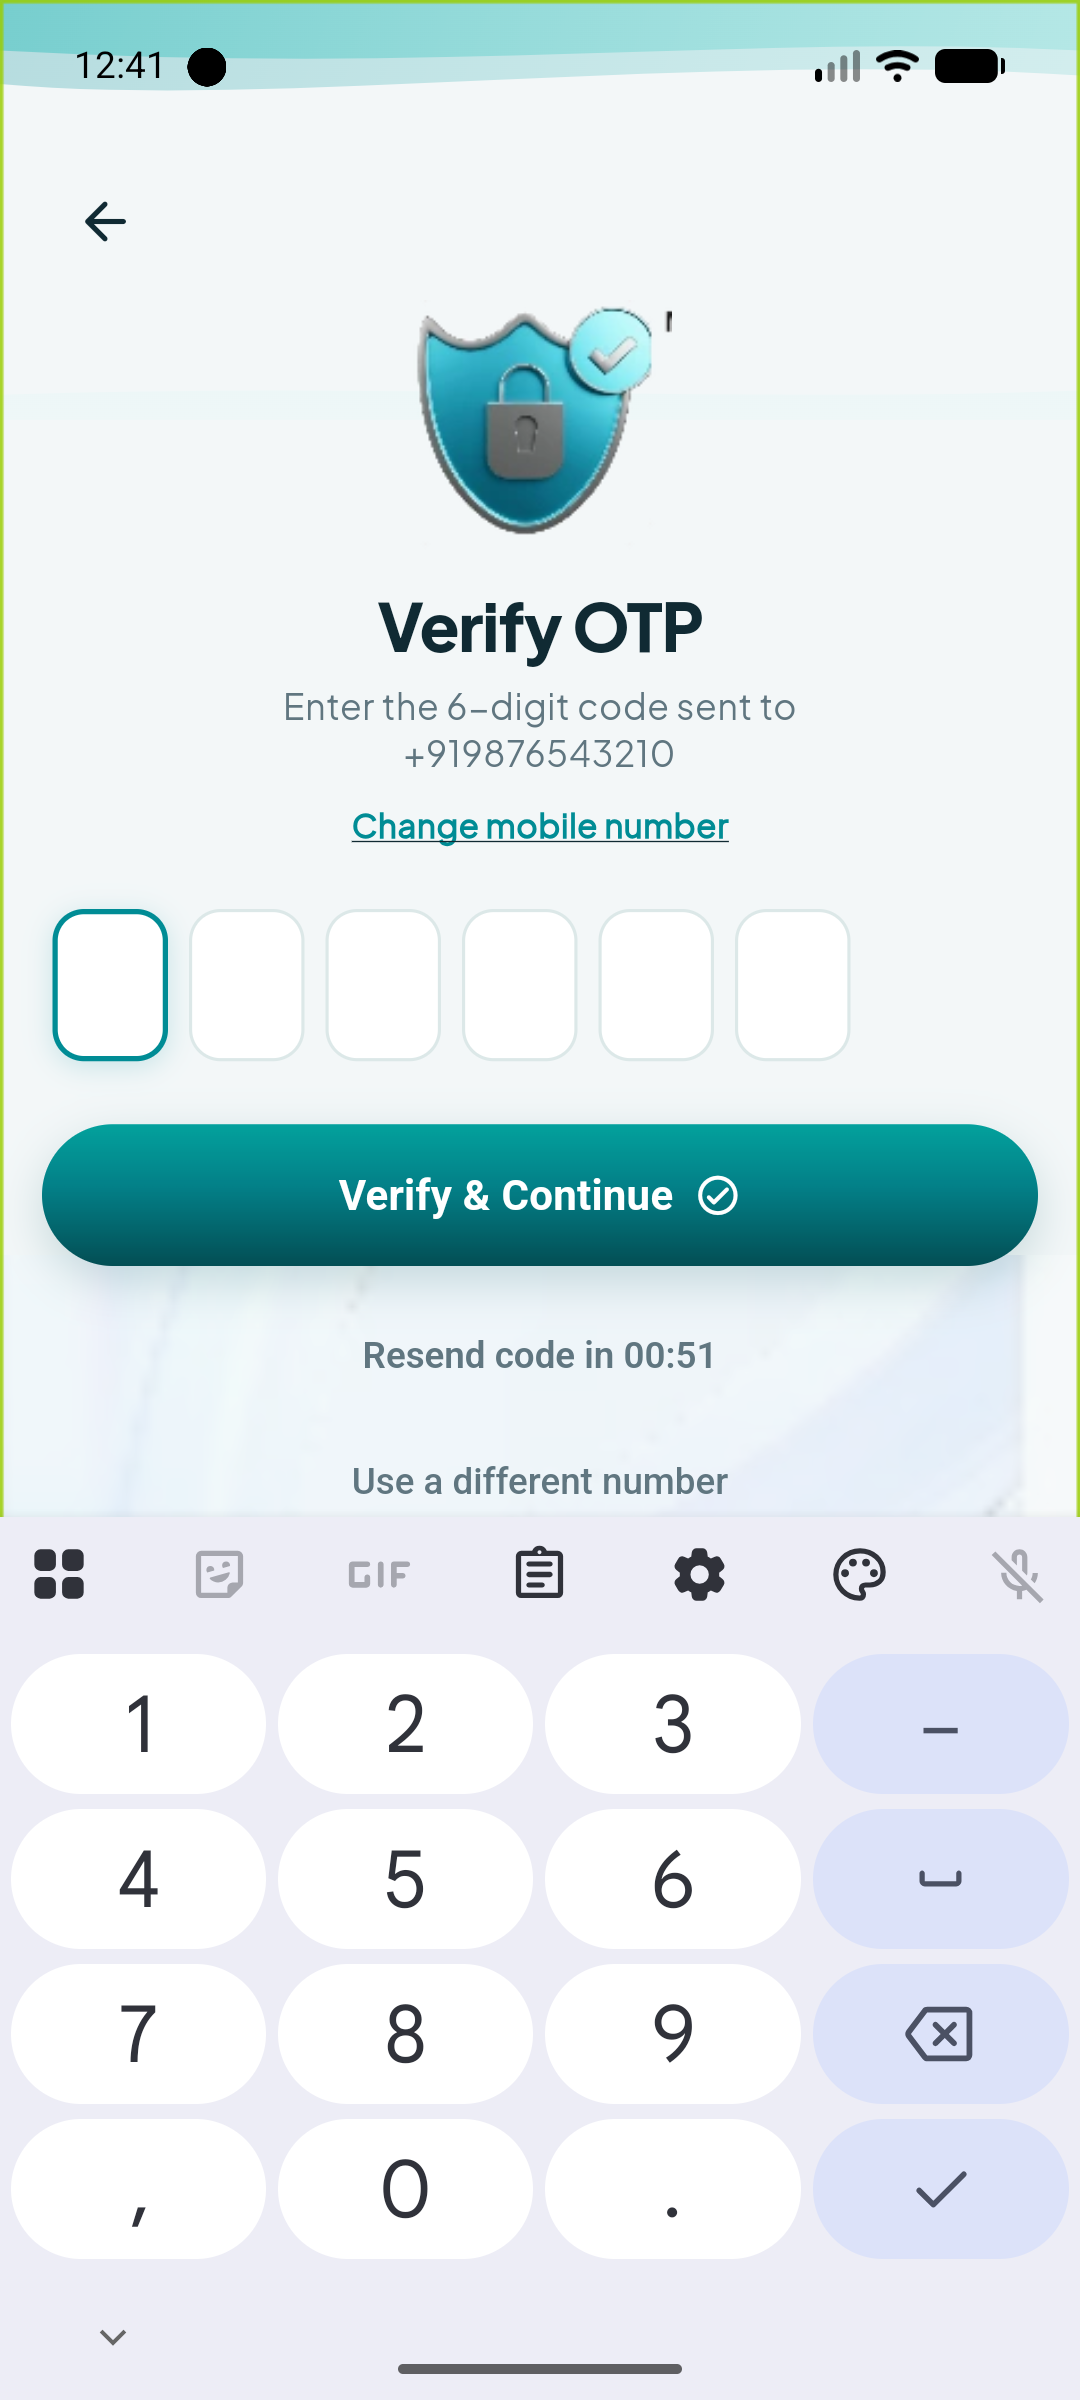 12:41
Verify OTP
Enter the 6-digit code sent to
+919876543210
Change mobile number
Verify & Continue
Resend code in 00:51
Use a different number
GIF
1 2 3 –
4 5 6
7 8 9
, 0 .